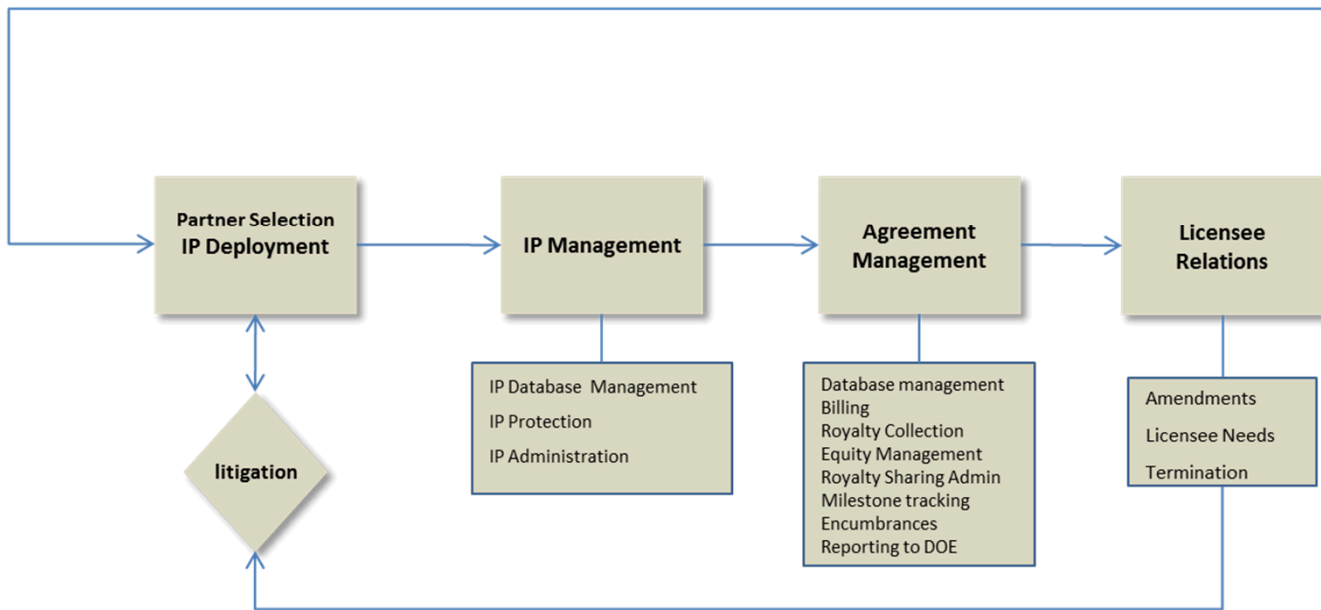 Partner Selection
IP Deployment
IP Management
Agreement
Management
Licensee
Relations
litigation
IP Database Management
IP Protection
IP Administration
Database management
Billing
Royalty Collection
Equity Management
Royalty Sharing Admin
Milestone tracking
Encumbrances
Reporting to DOE
Amendments
Licensee Needs
Termination